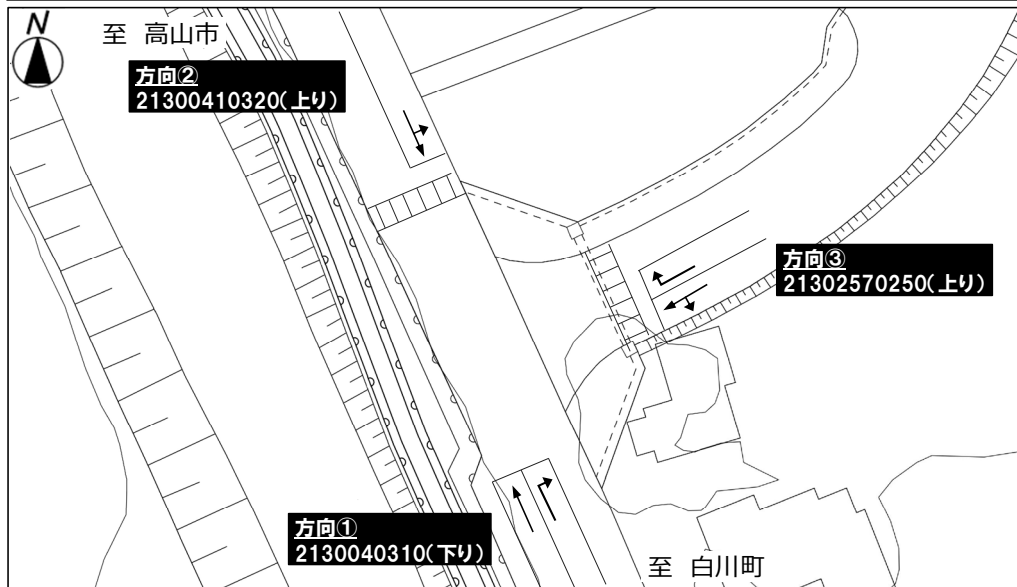 N
至 高山市
方向②
21300410320(上り)
方向③
21302570250(上り)
方向①
2130040310(下り)
至 白川町